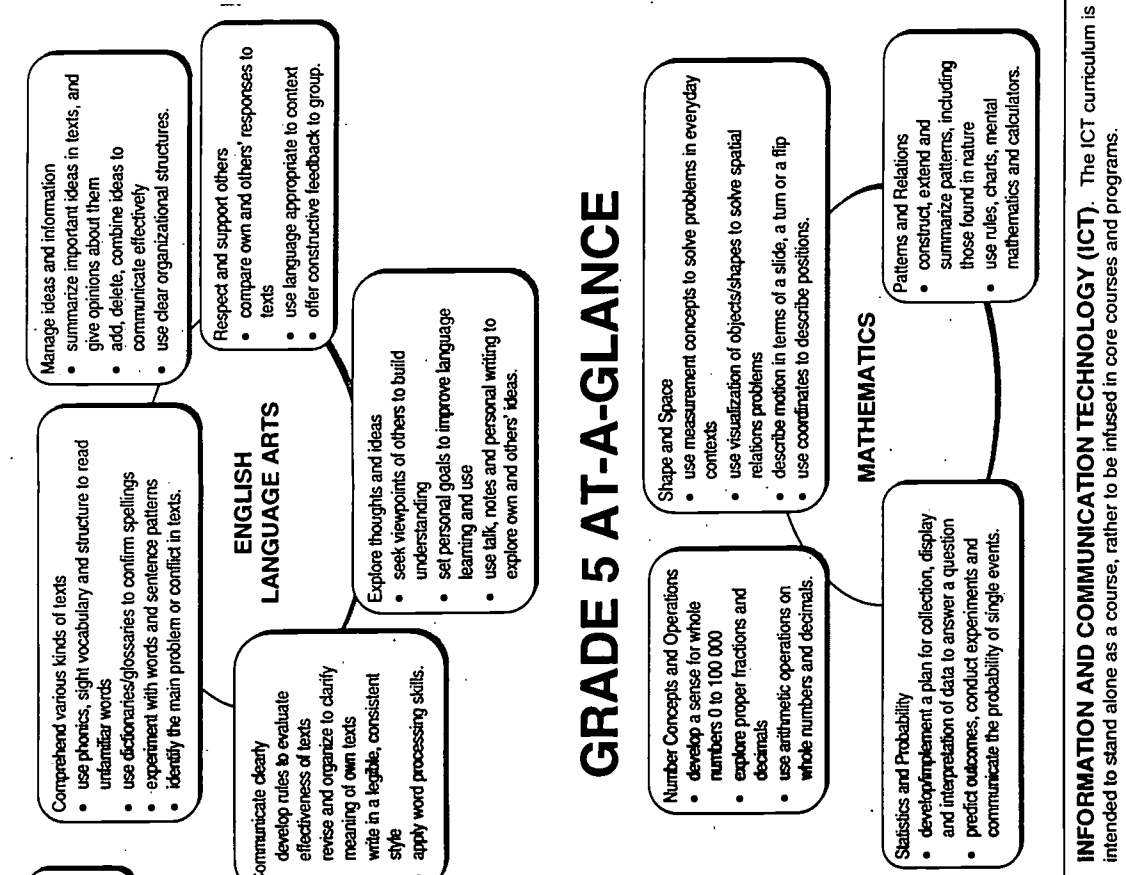 Comprehend various kinds of texts
• use phonics, sight vocabulary and structure to read
unfamiliar words
• use dictionaries/glossaries to confirm spellings
• experiment with words and sentence patterns
• identify the main problem or conflict in texts.
Manage ideas and information
• summarize important ideas in texts, and
give opinions about them
• add, delete, combine ideas to
communicate effectively
• use clear organizational structures.
ENGLISH
LANGUAGE ARTS
Respect and support others
• compare own and others' responses to
texts
• use language appropriate to context
• offer constructive feedback to group.
Communicate clearly
develop rules to evaluate
effectiveness of texts
revise and organize to clarify
meaning of own texts
write in a legible, consistent
style
apply word processing skills.
Explore thoughts and ideas
• seek viewpoints of others to build
understanding
• set personal goals to improve language
learning and use
• use talk, notes and personal writing to
explore own and others' ideas.
GRADE 5 AT-A-GLANCE
Number Concepts and Operations
• develop a sense for whole
numbers 0 to 100 000
• explore proper fractions and
decimals
• use arithmetic operations on
whole numbers and decimals.
Shape and Space
• use measurement concepts to solve problems in everyday
contexts
• use visualization of objects/shapes to solve spatial
relations problems
• describe motion in terms of a slide, a turn or a flip
• use coordinates to describe positions.
MATHEMATICS
Statistics and Probability
• develop/implement a plan for collection, display
and interpretation of data to answer a question
• predict outcomes, conduct experiments and
communicate the probability of single events.
Patterns and Relations
• construct, extend and
summarize patterns, including
those found in nature
• use rules, charts, mental
mathematics and calculators.
INFORMATION AND COMMUNICATION TECHNOLOGY (ICT). The ICT curriculum is
intended to stand alone as a course, rather to be infused in core courses and programs.